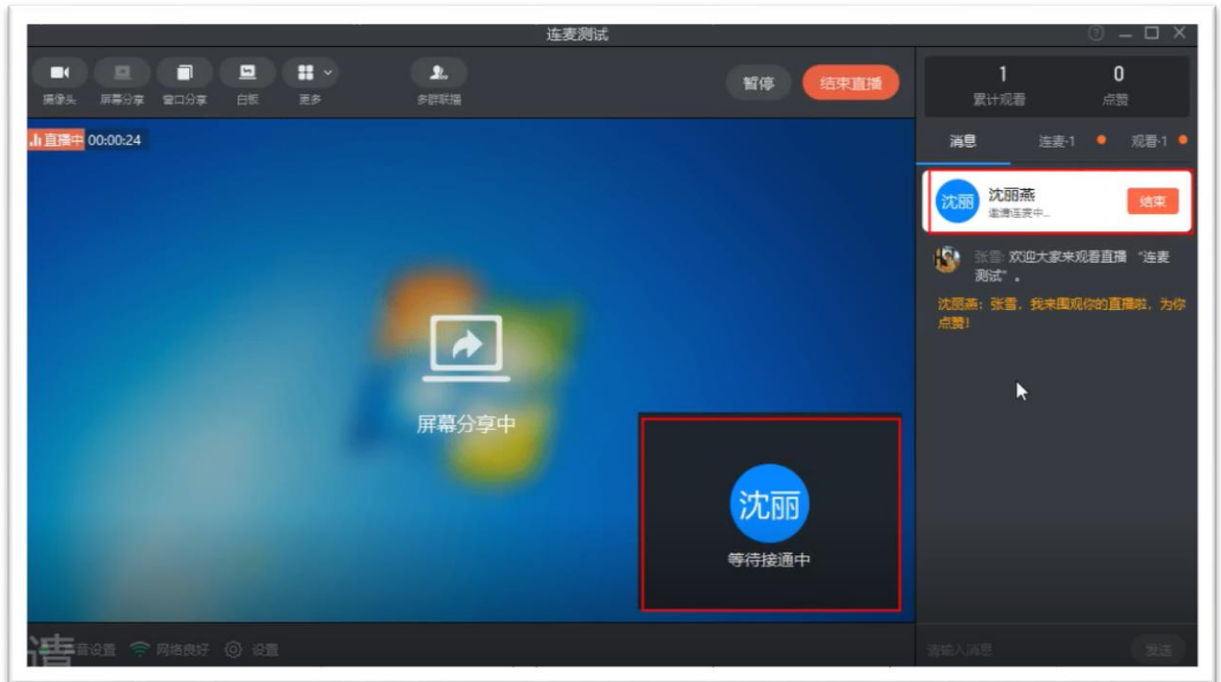 连麦测试
摄像头 屏幕分享 窗口分享 白板 更多 多群联播
暂停 结束直播
1 0
累计观看 点赞
直播中 00:00:24
消息 连麦·1 观看·1
沈丽 沈丽燕
邀请连麦中...
结束
张雪: 欢迎大家来观看直播 “连麦
测试” 。
沈丽燕: 张雪, 我来围观你的直播啦, 为你
点赞!
屏幕分享中
沈丽
等待接通中
请
音设置 网络良好 设置
请输入消息 发送